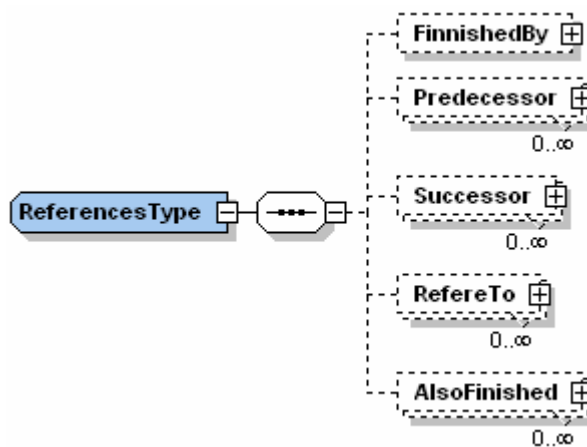 FinnishedBy
Predecessor
0..∞
ReferencesType
Successor
0..∞
RefereTo
0..∞
AlsoFinished
0..∞